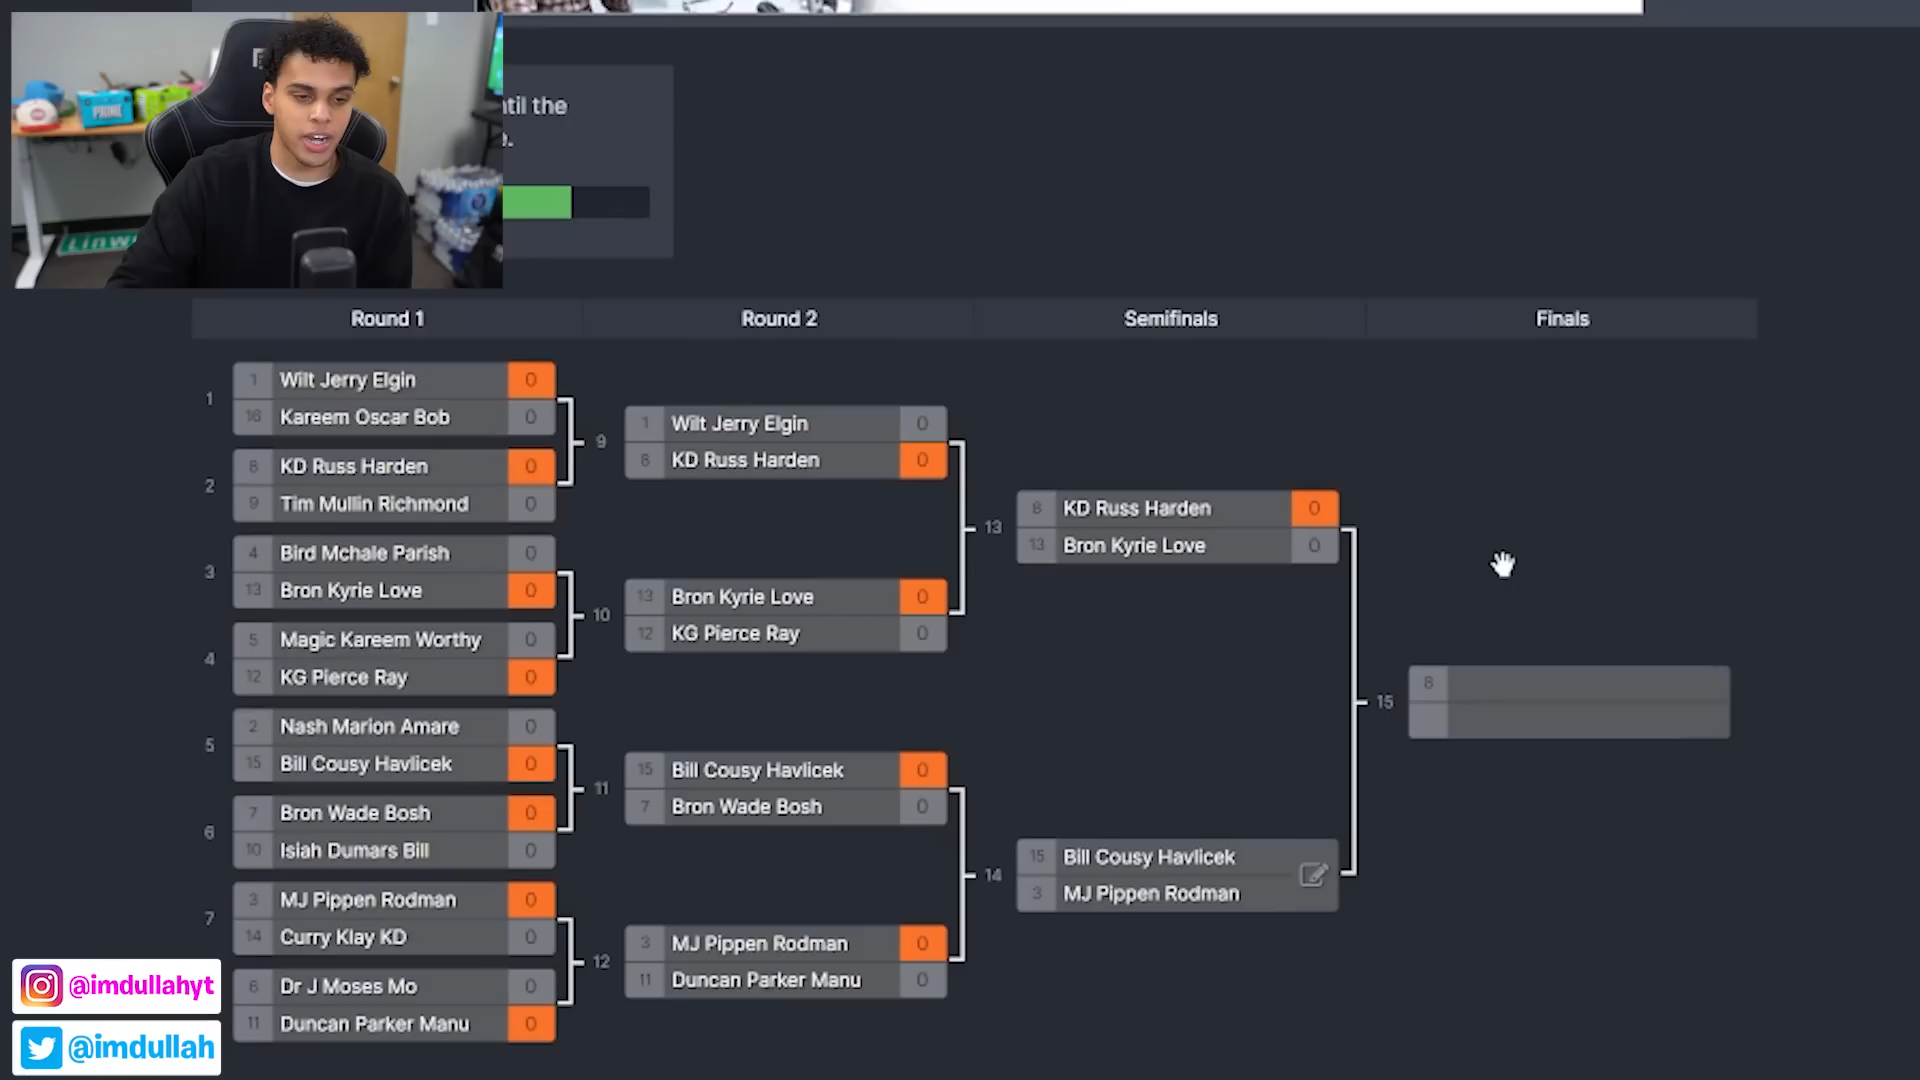 ntil the
PRIME
Linw
Round 1
Round 2
Semifinals
Finals
1
1 Wilt Jerry Elgin 0
16 Kareem Oscar Bob 0
2
8 KD Russ Harden 0
9 Tim Mullin Richmond 0
3
4 Bird Mchale Parish 0
13 Bron Kyrie Love 0
4
5 Magic Kareem Worthy 0
12 KG Pierce Ray 0
5
2 Nash Marion Amare 0
15 Bill Cousy Havlicek 0
6
7 Bron Wade Bosh 0
10 Isiah Dumars Bill 0
7
3 MJ Pippen Rodman 0
14 Curry Klay KD 0
6 Dr J Moses Mo 0
11 Duncan Parker Manu 0
9
1 Wilt Jerry Elgin 0
8 KD Russ Harden 0
10
13 Bron Kyrie Love 0
12 KG Pierce Ray 0
11
15 Bill Cousy Havlicek 0
7 Bron Wade Bosh 0
12
3 MJ Pippen Rodman 0
11 Duncan Parker Manu 0
13
8 KD Russ Harden 0
13 Bron Kyrie Love 0
14
15 Bill Cousy Havlicek
3 MJ Pippen Rodman
15
8
@imdullahyt
@imdullah